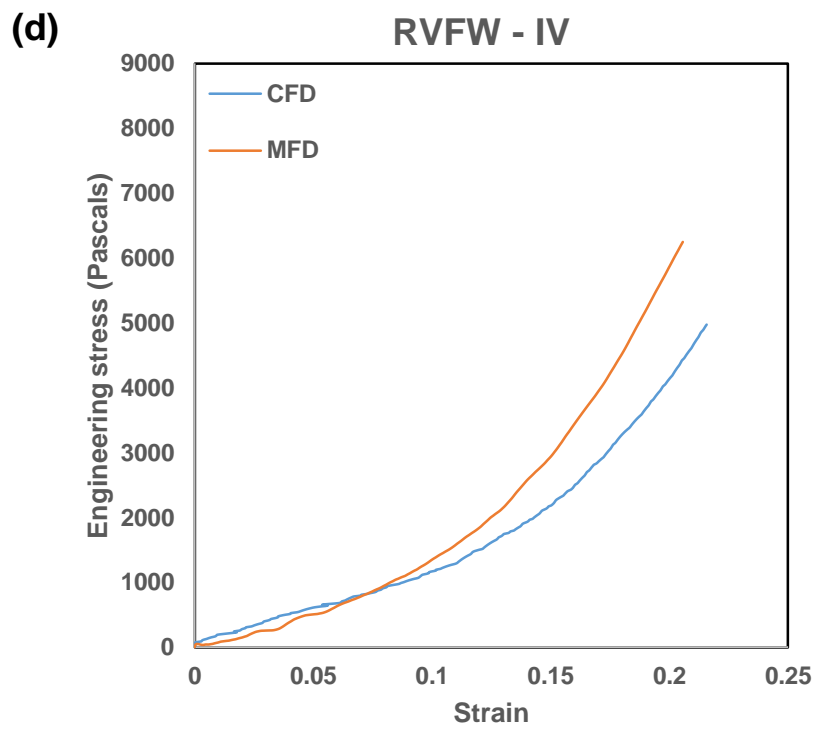 (d)
RVFW - IV
9000
8000
7000
6000
5000
4000
3000
2000
1000
0
Engineering stress (Pascals)
CFD
MFD
0 0.05 0.1 0.15 0.2 0.25
Strain